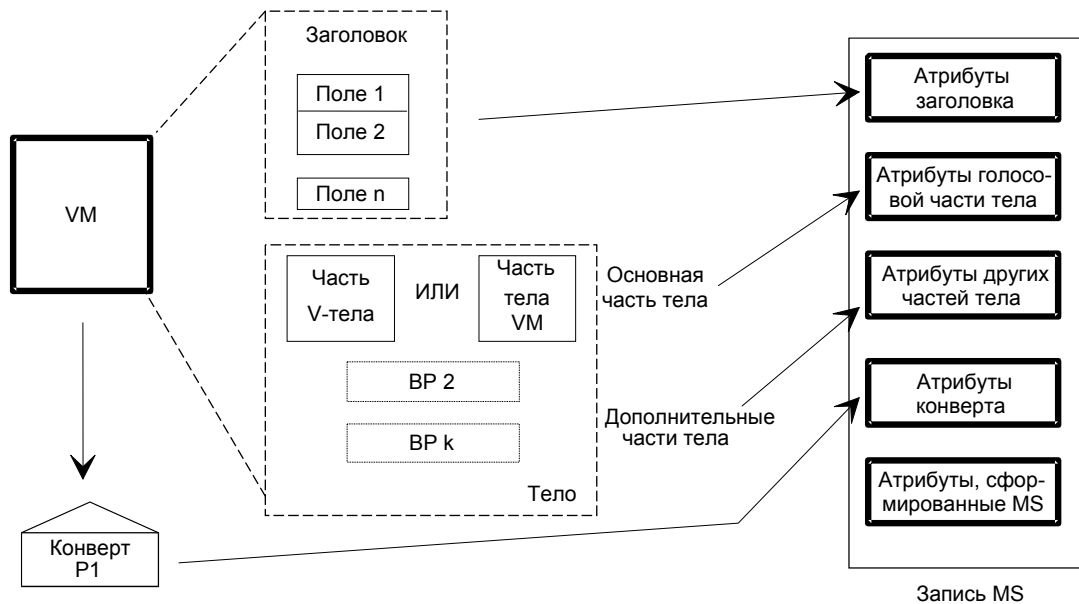 Заголовок
Поле 1
Поле 2
Поле n
VM
Часть
V-тела
ИЛИ
Часть
тела
VM
BP 2
BP k
Тело
Основная
часть тела
Дополнительные
части тела
Конверт
P1
Атрибуты
заголовка
Атрибуты голосо-
вой части тела
Атрибуты других
частей тела
Атрибуты
конверта
Атрибуты, сфор-
мированные MS
Запись MS